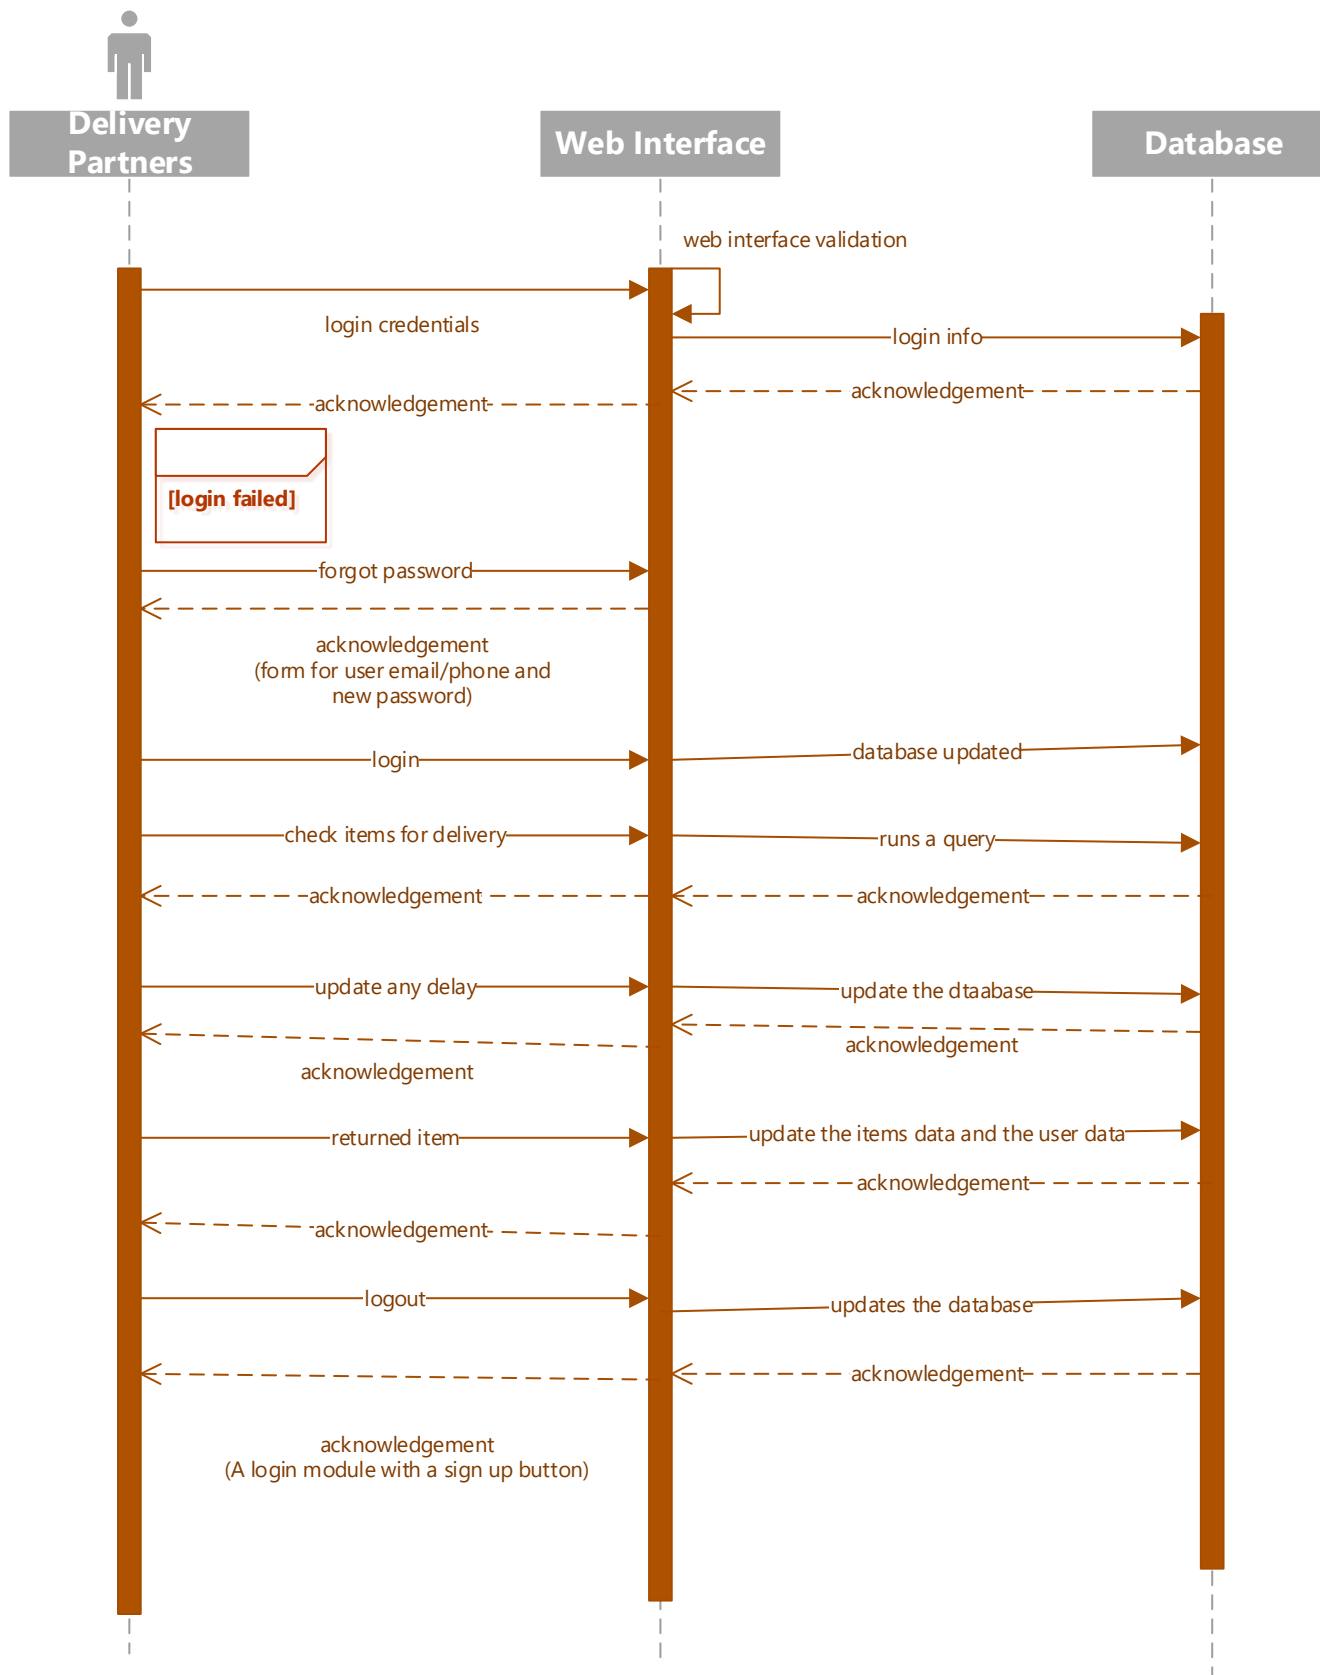 Delivery
Partners
Web Interface
Database
web interface validation
login credentials
login info
acknowledgement
acknowledgement
[login failed]
forgot password
acknowledgement
(form for user email/phone and
new password)
login
database updated
check items for delivery
runs a query
acknowledgement
acknowledgement
update any delay
update the dtaabase
acknowledgement
acknowledgement
returned item
update the items data and the user data
acknowledgement
acknowledgement
logout
updates the database
acknowledgement
acknowledgement
(A login module with a sign up button)